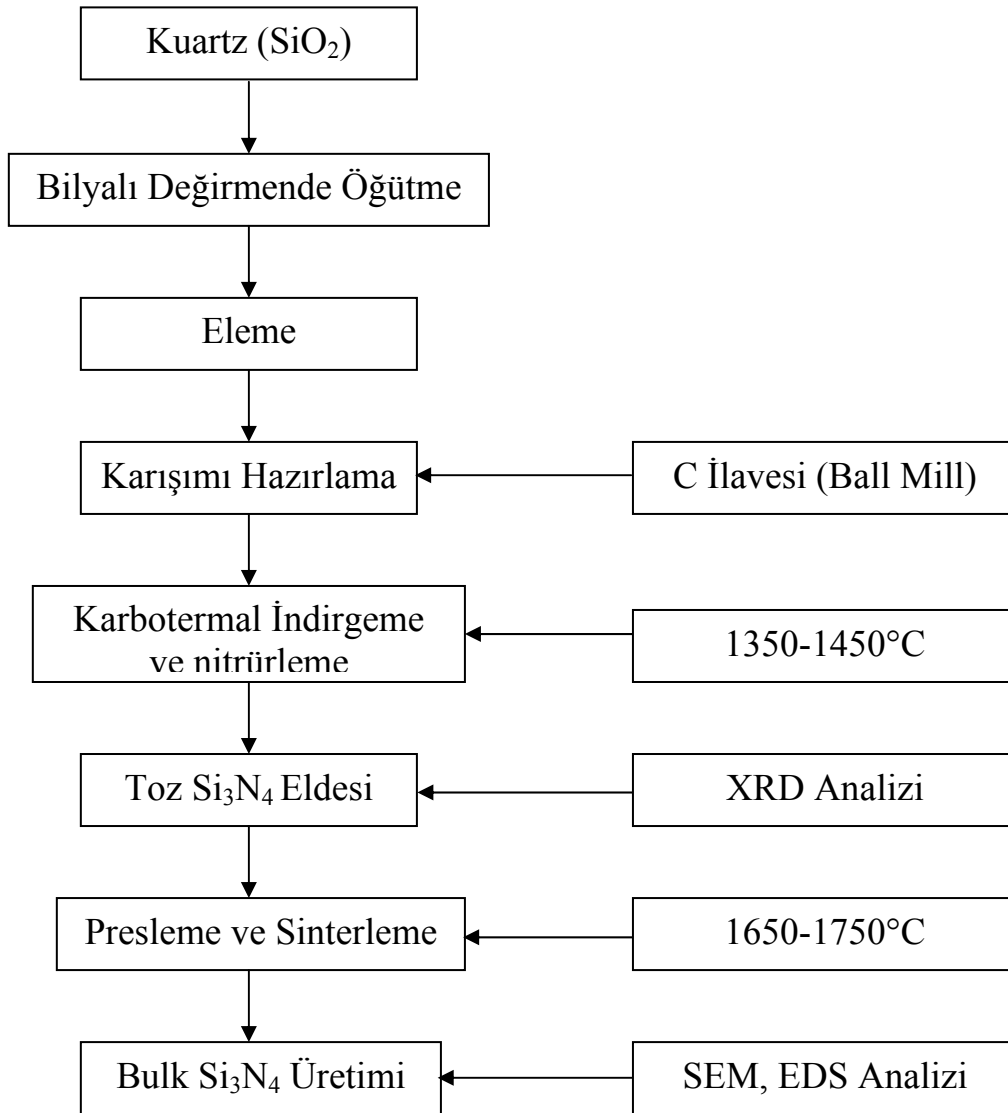 Kuartz (SiO₂)
Bilyalı Değirmende Öğütme
Eleme
Karışımı Hazırlama
C İlavesi (Ball Mill)
Karbotermal İndirgeme
ve nitrürleme
1350-1450°C
Toz Si₃N₄ Eldesi
XRD Analizi
Presleme ve Sinterleme
1650-1750°C
Bulk Si₃N₄ Üretimi
SEM, EDS Analizi